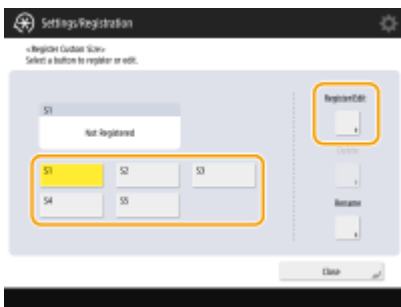 Settings/Registration
<Register Custom Size>
Select a button to register or edit.
S1
Not Registered
Register/Edit
S1
S2
S3
Delete
S4
S5
Rename
Close